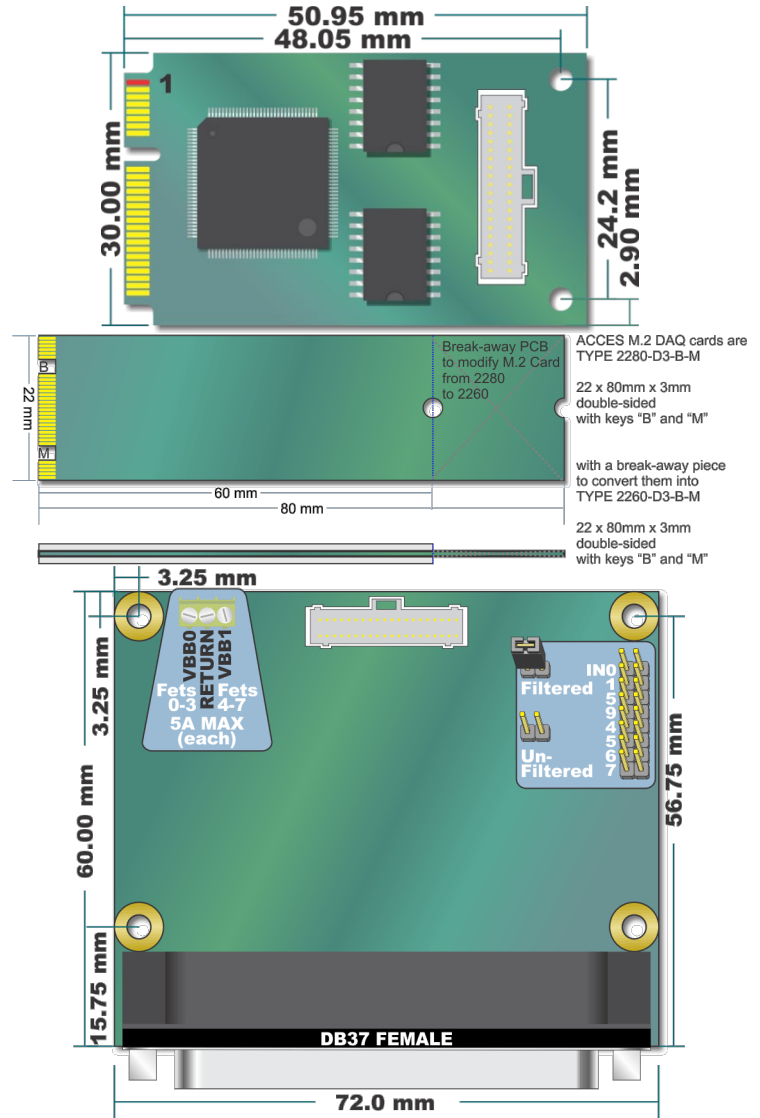 50.95 mm
48.05 mm
1
30.00 mm
24.2 mm
2.90 mm
Break-away PCB
to modify M.2 Card
from 2280
to 2260
B
M
22 mm
60 mm
80 mm
ACCES M.2 DAQ cards are
TYPE 2280-D3-B-M
22 x 80mm x 3mm
double-sided
with keys “B” and “M”
with a break-away piece
to convert them into
TYPE 2260-D3-B-M
22 x 80mm x 3mm
double-sided
with keys “B” and “M”
3.25 mm
3.25 mm
60.00 mm
15.75 mm
56.75 mm
VBB0
RETURN
VBB1
Fets Fets
0-3 4-7
5A MAX
(each)
Filtered
Un-
Filtered
IN0
1
5
9
4
5
6
7
DB37 FEMALE
72.0 mm